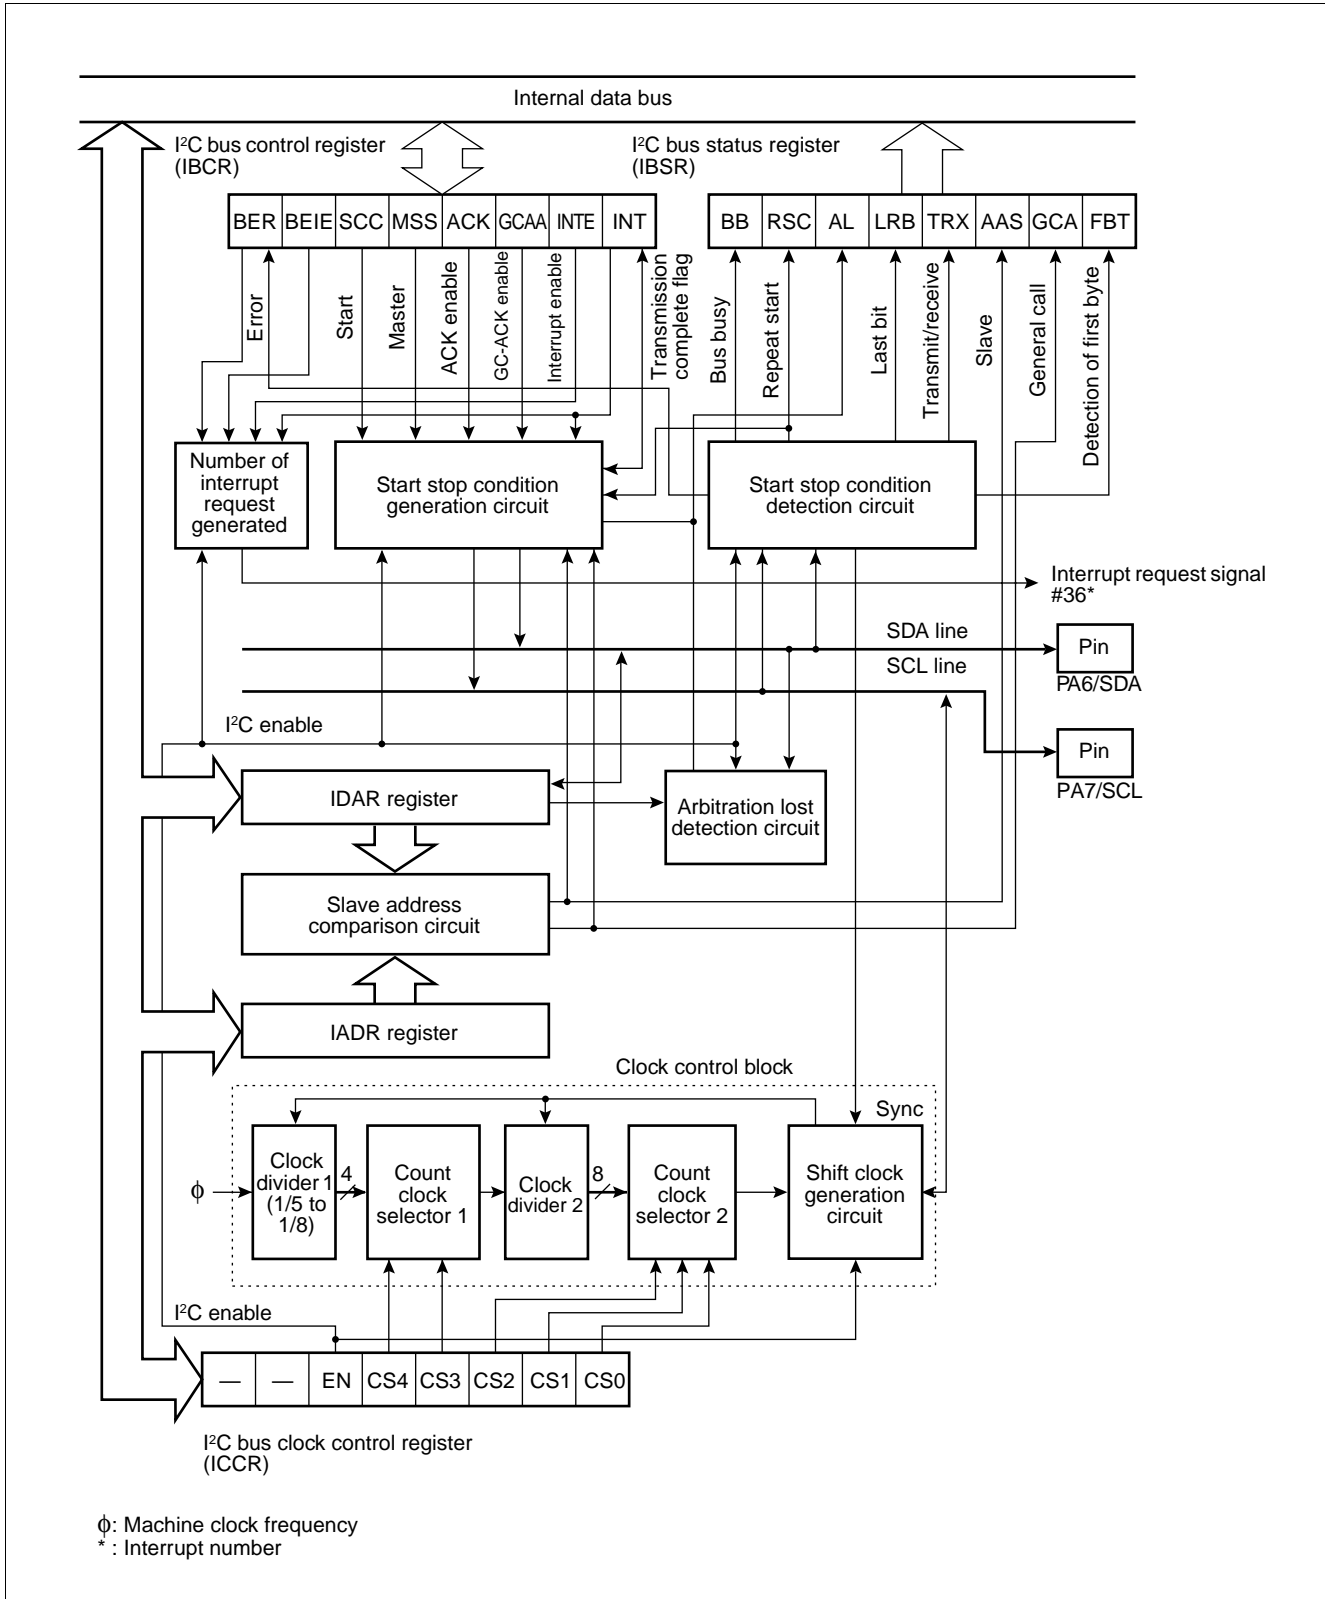 Internal data bus
I²C bus control register
(IBCR)
I²C bus status register
(IBSR)
BER BEIE SCC MSS ACK GCAA INTE INT
BB RSC AL LRB TRX AAS GCA FBT
Error
Start
Master
ACK enable
GC-ACK enable
Interrupt enable
Transmission
complete flag
Bus busy
Repeat start
Last bit
Transmit/receive
Slave
General call
Detection of first byte
Number of
interrupt
request
generated
Start stop condition
generation circuit
Start stop condition
detection circuit
Interrupt request signal
#36*
SDA line
Pin
PA6/SDA
SCL line
Pin
PA7/SCL
I²C enable
IDAR register
Arbitration lost
detection circuit
Slave address
comparison circuit
IADR register
Clock control block
Sync
ϕ
Clock
divider 1
(1/5 to
1/8)
4
Count
clock
selector 1
Clock
divider 2
8
Count
clock
selector 2
Shift clock
generation
circuit
I²C enable
— — EN CS4 CS3 CS2 CS1 CS0
I²C bus clock control register
(ICCR)
ϕ: Machine clock frequency
* : Interrupt number